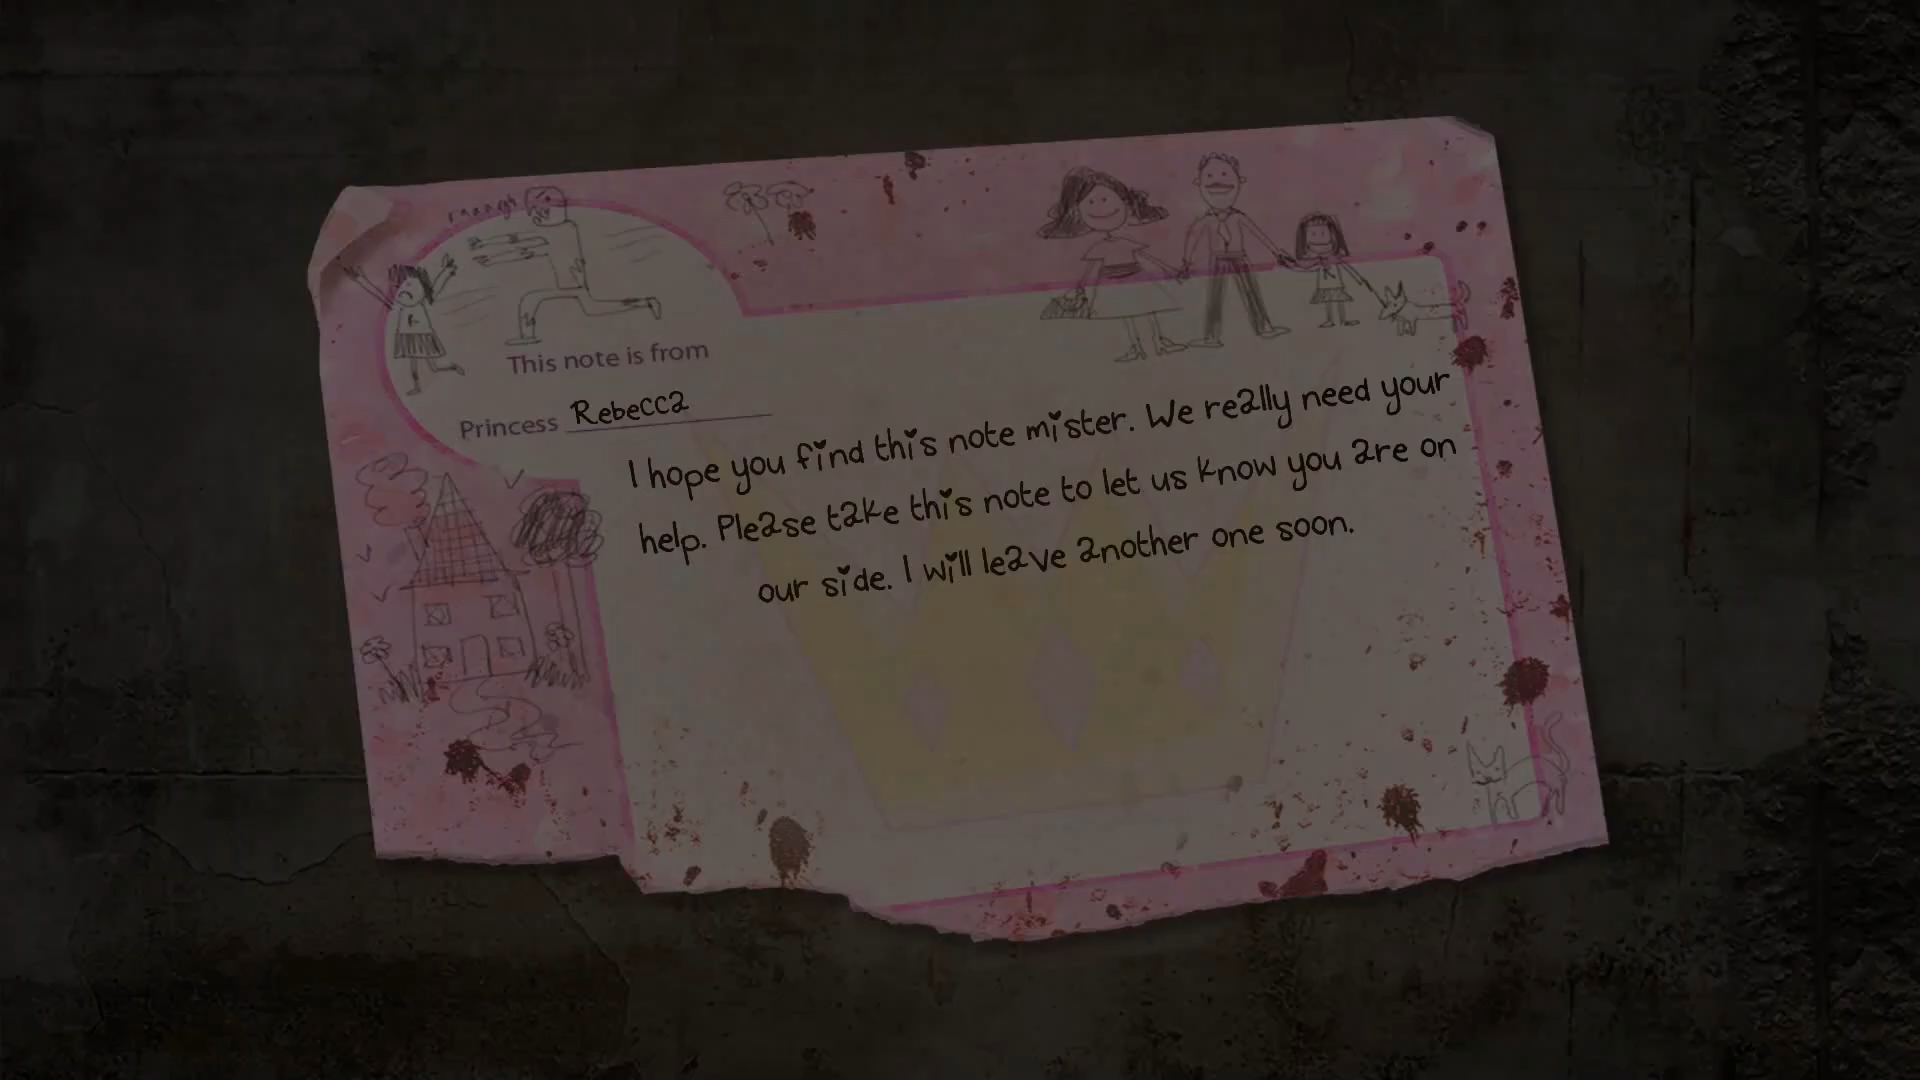 raaagh
R
R
This note is from
Princess Rebecca
I hope you find this note mister. We really need your
help. Please take this note to let us know you are on
our side. I will leave another one soon.